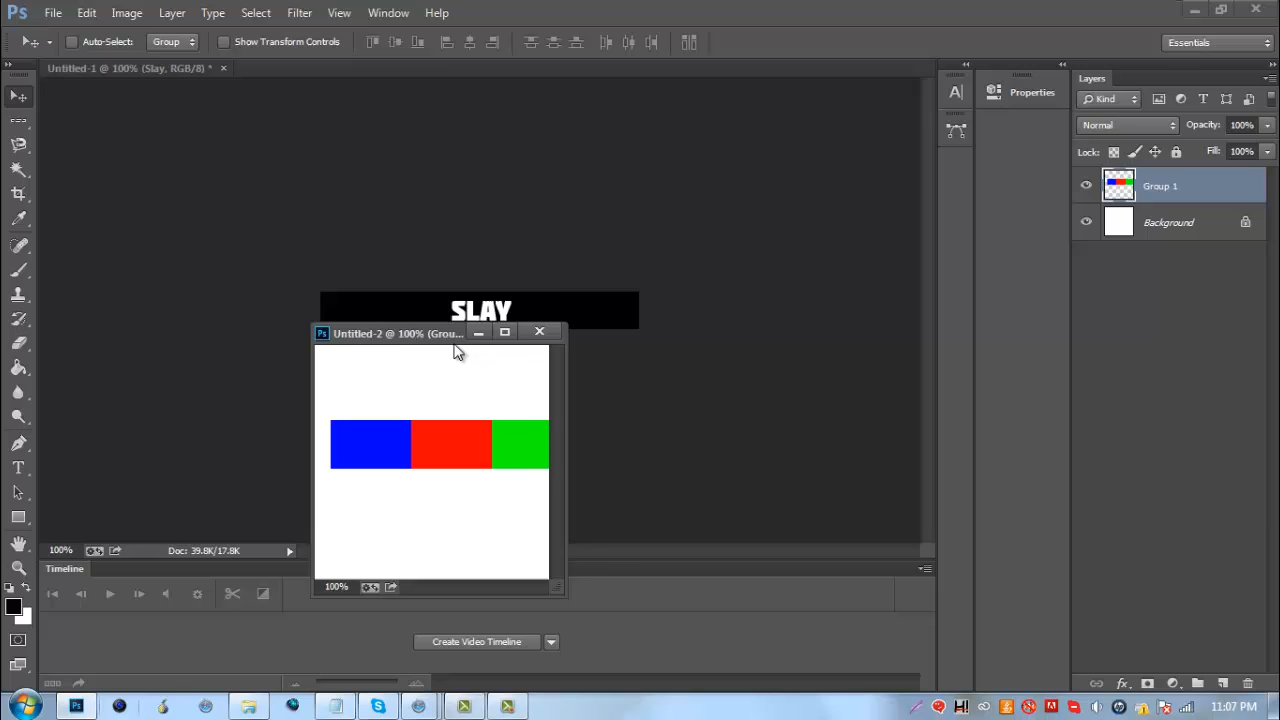 Ps File Edit Image Layer Type Select Filter View Window Help
Auto-Select: Group Show Transform Controls Essentials
Untitled-1 @ 100% (Slay, RGB/8) *
Layers
Properties
Kind
Normal Opacity: 100%
Lock: Fill: 100%
Group 1
Background
SLAY
Ps Untitled-2 @ 100% (Grou...
100%
100% Doc: 39.8K/17.8K
Timeline
Create Video Timeline
11:07 PM